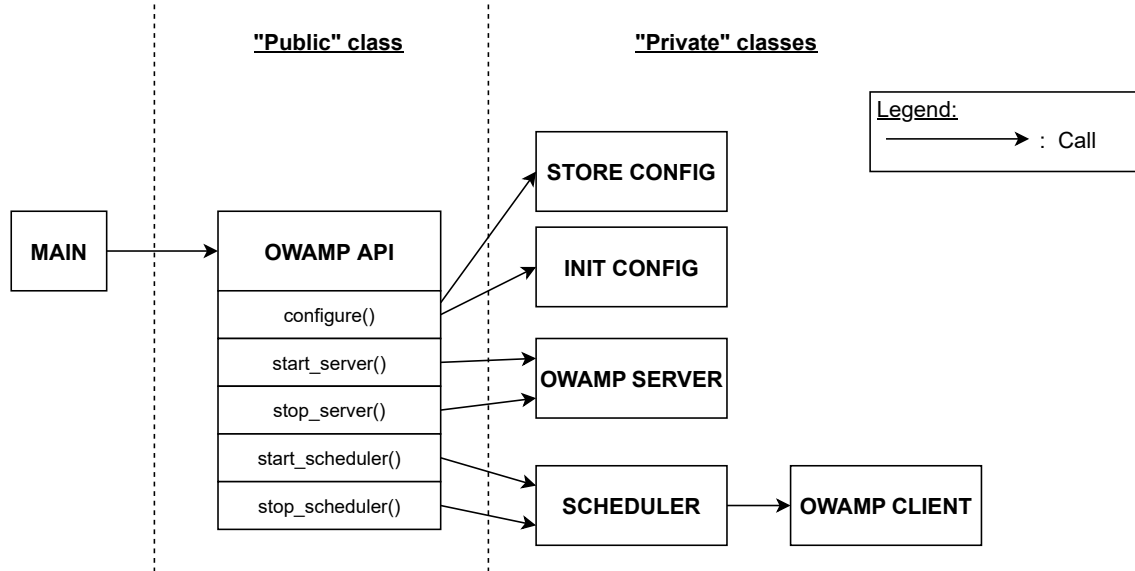 "Public" class
"Private" classes
Legend:
: Call
STORE CONFIG
MAIN
OWAMP API
INIT CONFIG
configure()
start_server()
OWAMP SERVER
stop_server()
start_scheduler()
stop_scheduler()
SCHEDULER
OWAMP CLIENT